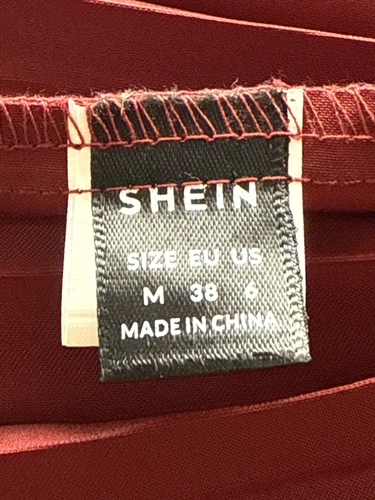 SHEIN
SIZE EU US
M 38 6
MADE IN CHINA